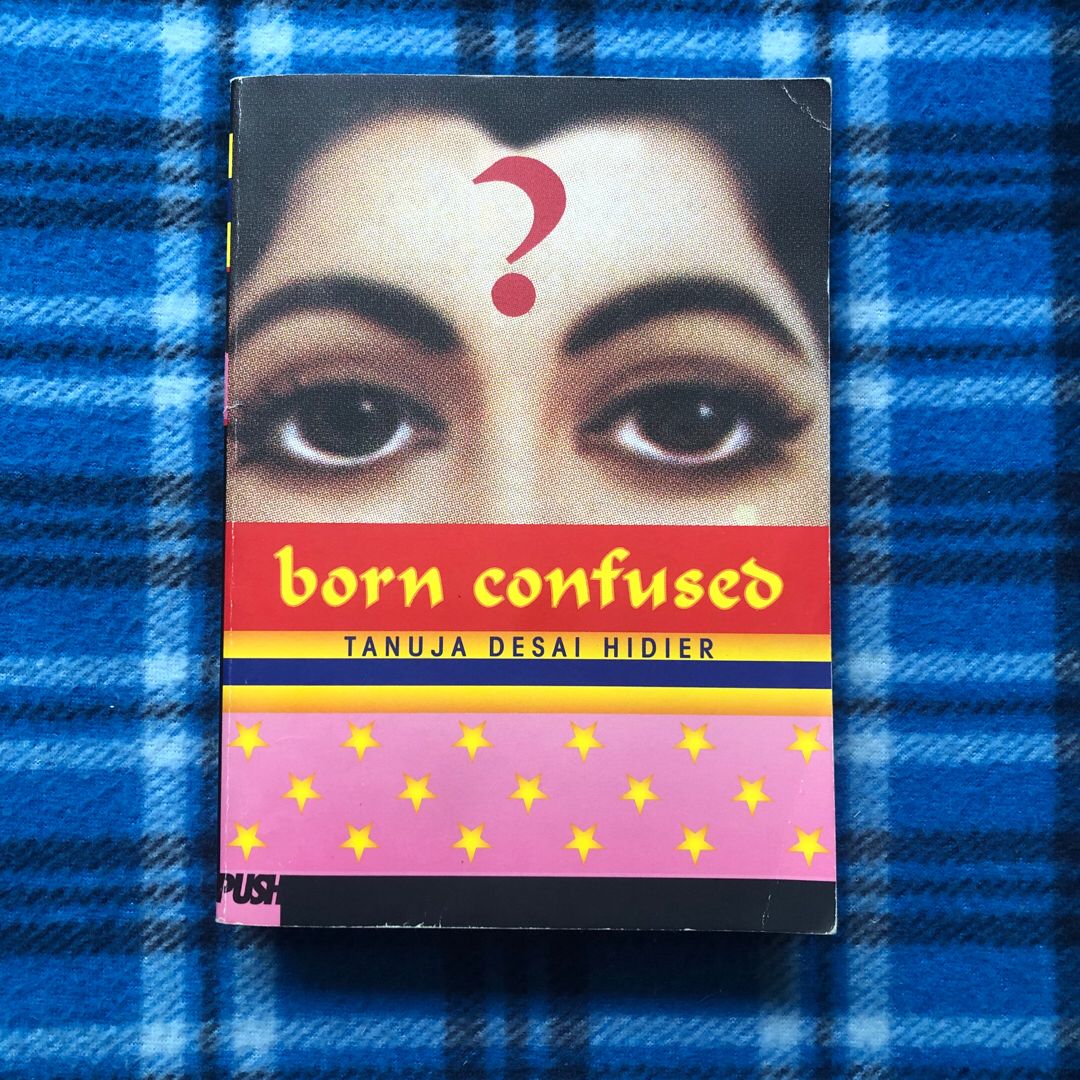 ?
born confused
TANUJA DESAI HIDIER
PUSH